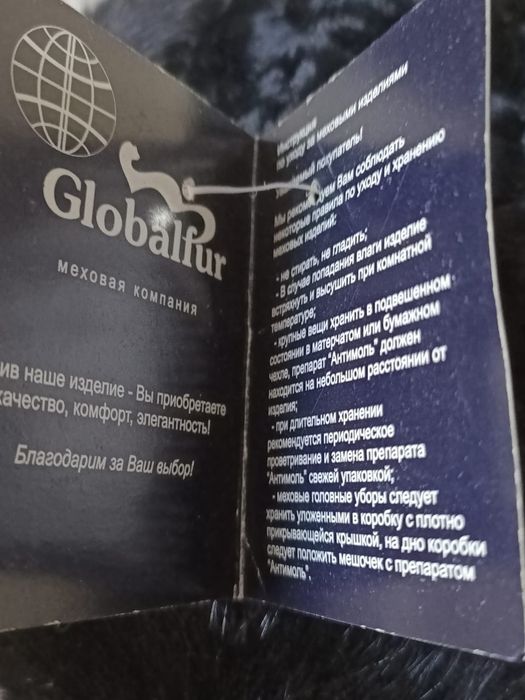 Globalfur
меховая компания
ив наше изделие - Вы приобретаете
качество, комфорт, элегантность!
Благодарим за Ваш выбор!
Инструкция
по уходу за меховыми изделиями
покупатель!
Мы рекомендуем Вам соблюдать
некоторые правила по уходу и хранению
меховых изделий:
- не стирать, не гладить;
- В случае попадания влаги изделие
встряхнуть и высушить при комнатной
температуре;
- крупные вещи хранить в подвешенном
состоянии в матерчатом или бумажном
чехле, препарат "Антимоль" должен
находится на небольшом расстоянии от
изделия;
- при длительном хранении
рекомендуется периодическое
проветривание и замена препарата
"Антимоль" свежей упаковкой;
- меховые головные уборы следует
хранить уложенными в коробку с плотно
прикрывающейся крышкой, на дно коробки
следует положить мешочек с препаратом
"Антимоль".